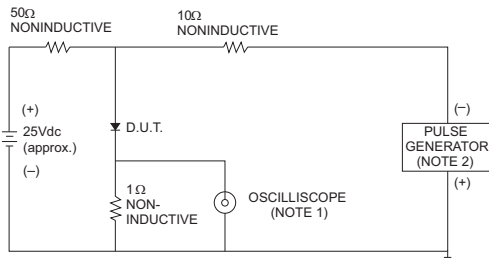 50Ω
NONINDUCTIVE
10Ω
NONINDUCTIVE
(+)
25Vdc
(approx.)
(–)
D.U.T.
1Ω
NON-
INDUCTIVE
OSCILLISCOPE
(NOTE 1)
(–)
PULSE
GENERATOR
(NOTE 2)
(+)